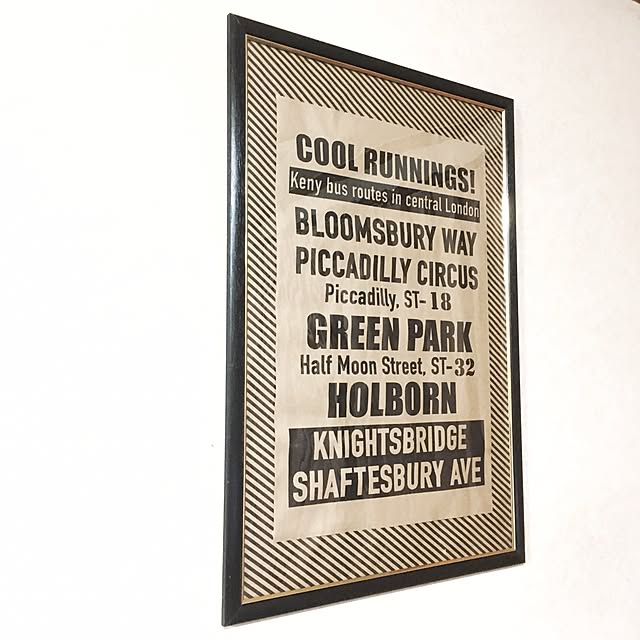 COOL RUNNINGS!
Keny bus routes in central London
BLOOMSBURY WAY
PICCADILLY CIRCUS
Piccadilly, ST-18
GREEN PARK
Half Moon Street, ST-32
HOLBORN
KNIGHTSBRIDGE
SHAFTESBURY AVE